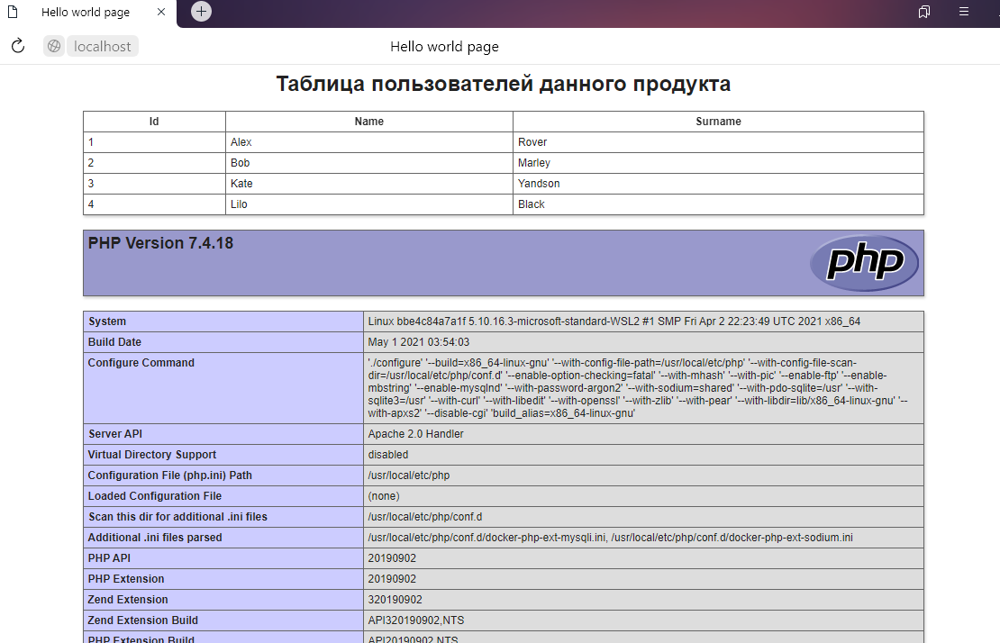 Hello world page
localhost
Hello world page
Таблица пользователей данного продукта
Id Name Surname
1 Alex Rover
2 Bob Marley
3 Kate Yandson
4 Lilo Black
PHP Version 7.4.18
php
System Linux bbe4c84a7a1f 5.10.16.3-microsoft-standard-WSL2 #1 SMP Fri Apr 2 22:23:49 UTC 2021 x86_64
Build Date May 1 2021 03:54:03
Configure Command './configure' '--build=x86_64-linux-gnu' '--with-config-file-path=/usr/local/etc/php' '--with-config-file-scan-
dir=/usr/local/etc/php/conf.d' '--enable-option-checking=fatal' '--with-mhash' '--with-pic' '--enable-ftp' '--enable-
mbstring' '--enable-mysqlnd' '--with-password-argon2' '--with-sodium=shared' '--with-pdo-sqlite=/usr' '--with-
sqlite3=/usr' '--with-curl' '--with-libedit' '--with-openssl' '--with-zlib' '--with-pear' '--with-libdir=lib/x86_64-linux-gnu' '--
with-apxs2' '--disable-cgi' 'build_alias=x86_64-linux-gnu'
Server API Apache 2.0 Handler
Virtual Directory Support disabled
Configuration File (php.ini) Path /usr/local/etc/php
Loaded Configuration File (none)
Scan this dir for additional .ini files /usr/local/etc/php/conf.d
Additional .ini files parsed /usr/local/etc/php/conf.d/docker-php-ext-mysqli.ini, /usr/local/etc/php/conf.d/docker-php-ext-sodium.ini
PHP API 20190902
PHP Extension 20190902
Zend Extension 320190902
Zend Extension Build API320190902,NTS
PHP Extension Build API20190902,NTS